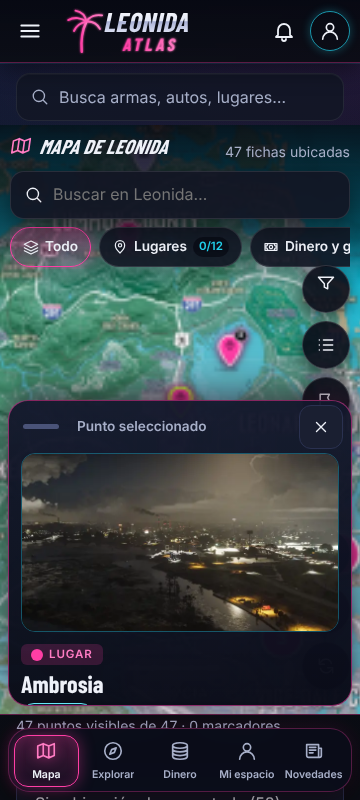 LEONIDA
ATLAS
Busca armas, autos, lugares...
MAPA DE LEONIDA
47 fichas ubicadas
Buscar en Leonida...
Todo
Lugares 0/12
Dinero y g
Punto seleccionado
LUGAR
Ambrosia
47 puntos visibles de 47 · 0 marcadores
Mapa
Explorar
Dinero
Mi espacio
Novedades